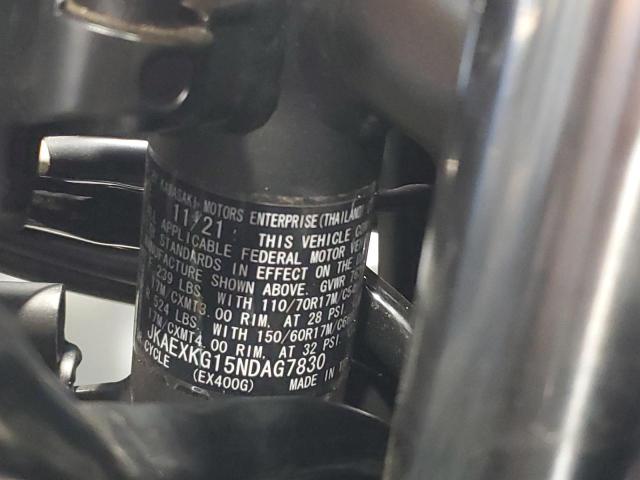 KAWASAKI MOTORS ENTERPRISE(THAILAND)
11/21 THIS VEHICLE
ALL APPLICABLE FEDERAL MOTOR
STANDARDS IN EFFECT ON THE
MANUFACTURE SHOWN ABOVE. GVWR
239 LBS. WITH 110/70R17M/C
17M/CXMT3.00 RIM, AT 28 PSI.
524 LBS. WITH 150/60R17M/C
17M/CXMT4.00 RIM, AT 32 PSI.
JKAEXKG15NDAG7830
CYCLE (EX400G) MADE IN